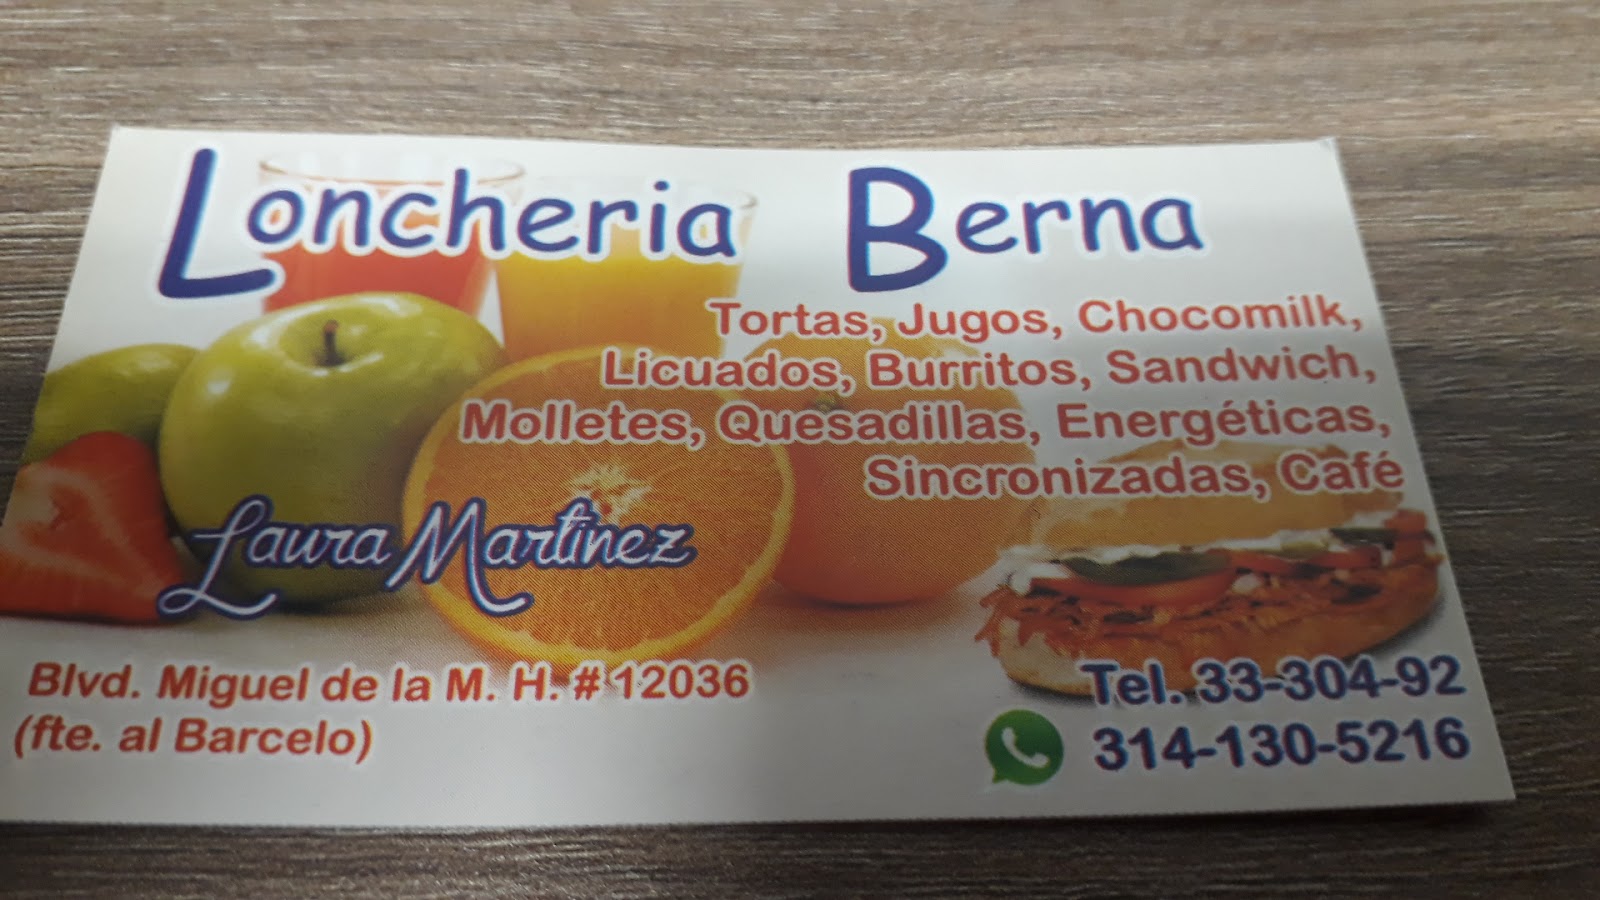 Loncheria Berna
Tortas, Jugos, Chocomilk,
Licuados, Burritos, Sandwich,
Molletes, Quesadillas, Energéticas,
Sincronizadas, Café
Laura Martinez
Blvd. Miguel de la M. H. # 12036
(fte. al Barcelo)
Tel. 33-304-92
314-130-5216